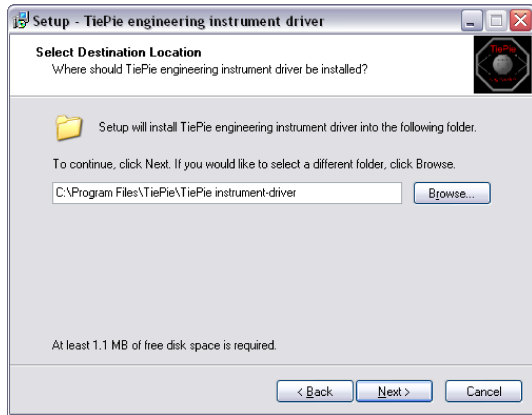 Setup - TiePie engineering instrument driver
Select Destination Location
Where should TiePie engineering instrument driver be installed?
TiePie
Setup will install TiePie engineering instrument driver into the following folder.
To continue, click Next. If you would like to select a different folder, click Browse.
C:\Program Files\TiePie\TiePie instrument-driver
Browse...
At least 1.1 MB of free disk space is required.
< Back
Next >
Cancel